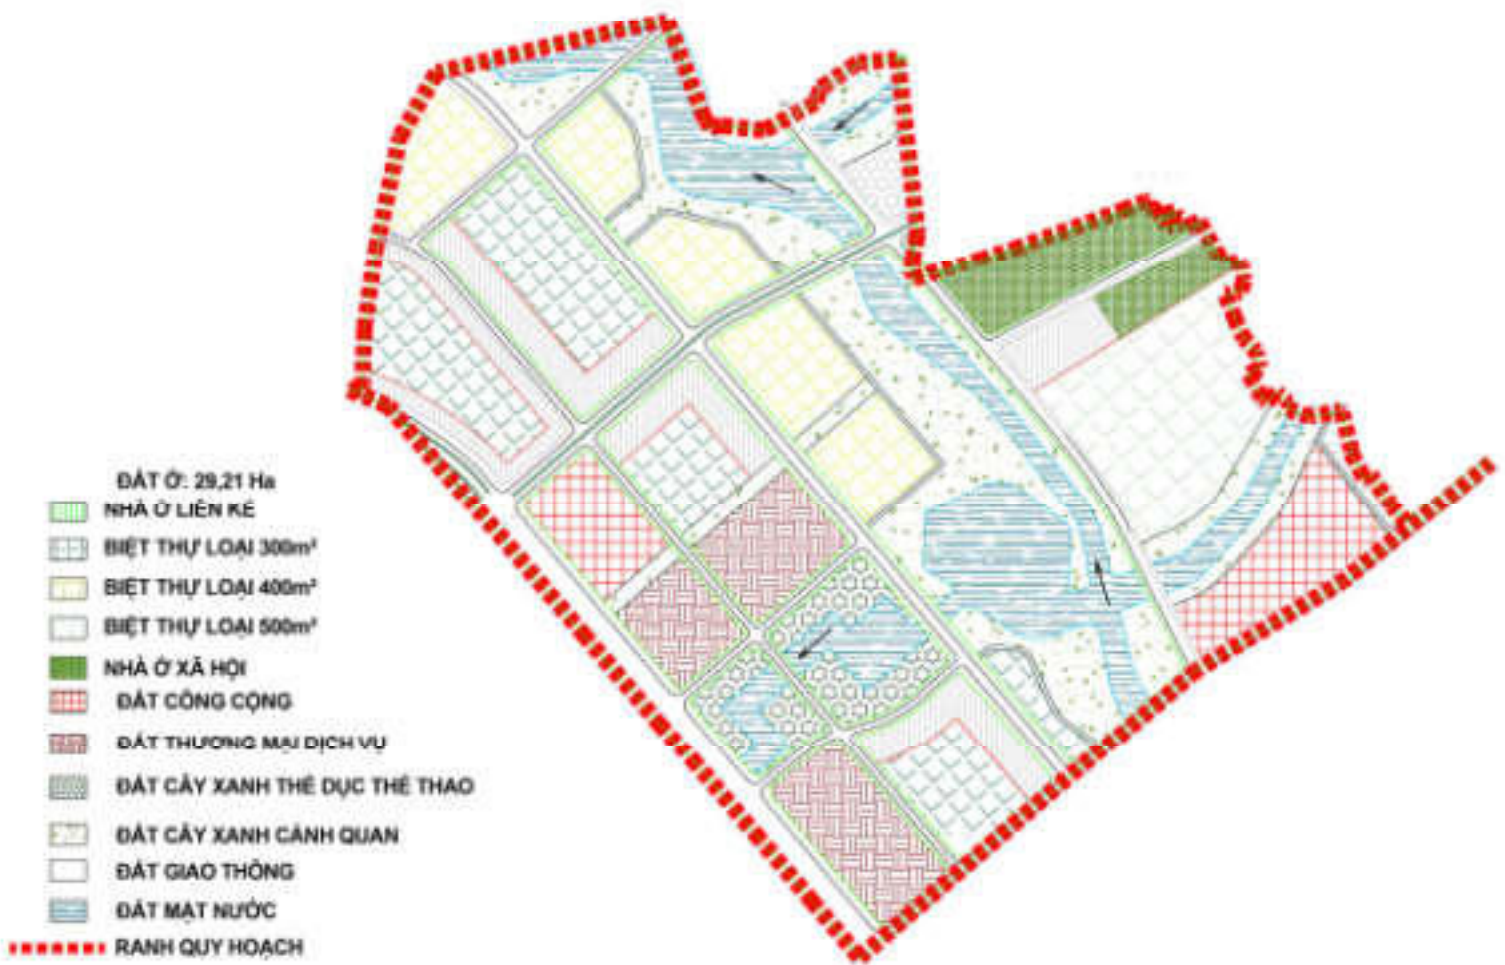 ĐẤT Ở: 29,21 Ha
NHÀ Ở LIÊN KẾ
BIỆT THỰ LOẠI 300m²
BIỆT THỰ LOẠI 400m²
BIỆT THỰ LOẠI 500m²
NHÀ Ở XÃ HỘI
ĐẤT CÔNG CỘNG
ĐẤT THƯƠNG MẠI DỊCH VỤ
ĐẤT CÂY XANH THỂ DỤC THỂ THAO
ĐẤT CÂY XANH CẢNH QUAN
ĐẤT GIAO THÔNG
ĐẤT MẶT NƯỚC
RANH QUY HOẠCH